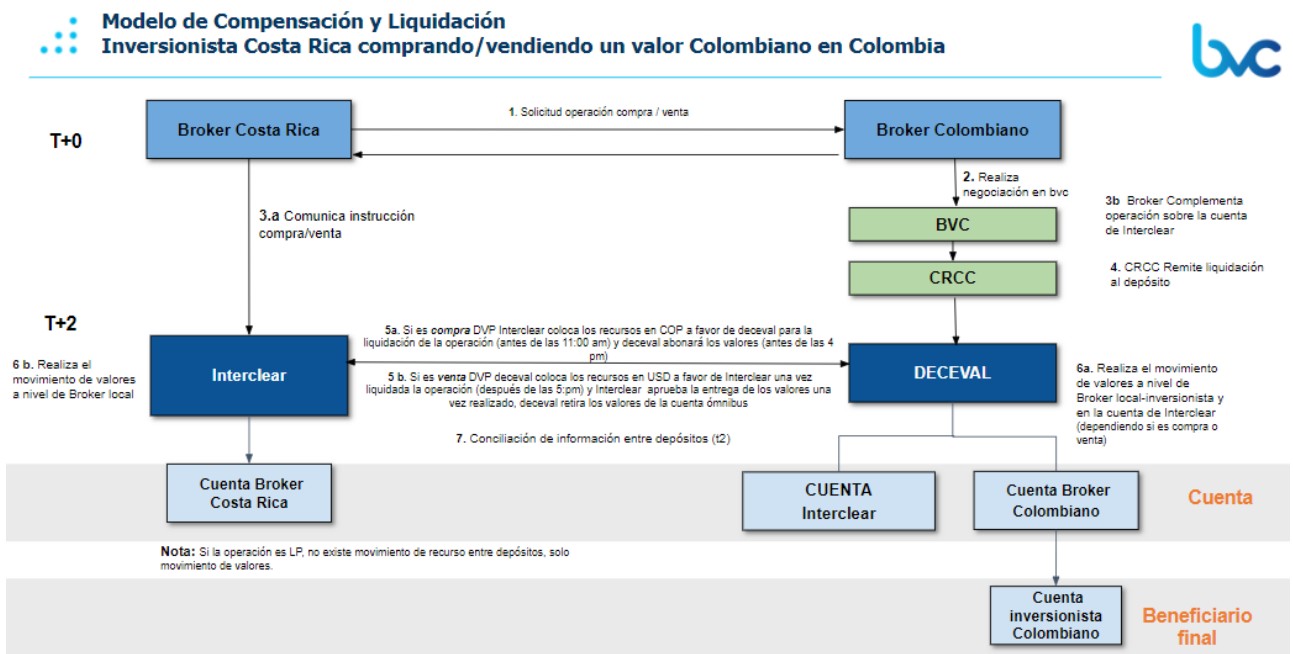 Modelo de Compensación y Liquidación
Inversionista Costa Rica comprando/vendiendo un valor Colombiano en Colombia
bvc
T+0
Broker Costa Rica
1. Solicitud operación compra / venta
Broker Colombiano
2. Realiza
negociación en bvc
3.a Comunica instrucción
compra/venta
BVC
3b Broker Complementa
operación sobre la cuenta
de Interclear
CRCC
4. CRCC Remite liquidación
al depósito
T+2
5a. Si es compra DVP Interclear coloca los recursos en COP a favor de deceval para la
liquidación de la operación (antes de las 11:00 am) y deceval abonará los valores (antes de las 4
pm)
6 b. Realiza el
movimiento de valores
a nivel de Broker local
Interclear
5 b. Si es venta DVP deceval coloca los recursos en USD a favor de Interclear una vez
liquidada la operación (después de las 5:pm) y Interclear aprueba la entrega de los valores una
vez realizado, deceval retira los valores de la cuenta ómnibus
DECEVAL
6a. Realiza el movimiento
de valores a nivel de
Broker local-inversionista y
en la cuenta de Interclear
(dependiendo si es compra o
venta)
7. Conciliación de información entre depósitos (t2)
Cuenta Broker
Costa Rica
CUENTA
Interclear
Cuenta Broker
Colombiano
Cuenta
Nota: Si la operación es LP, no existe movimiento de recurso entre depósitos, solo
movimiento de valores.
Cuenta
inversionista
Colombiano
Beneficiario
final